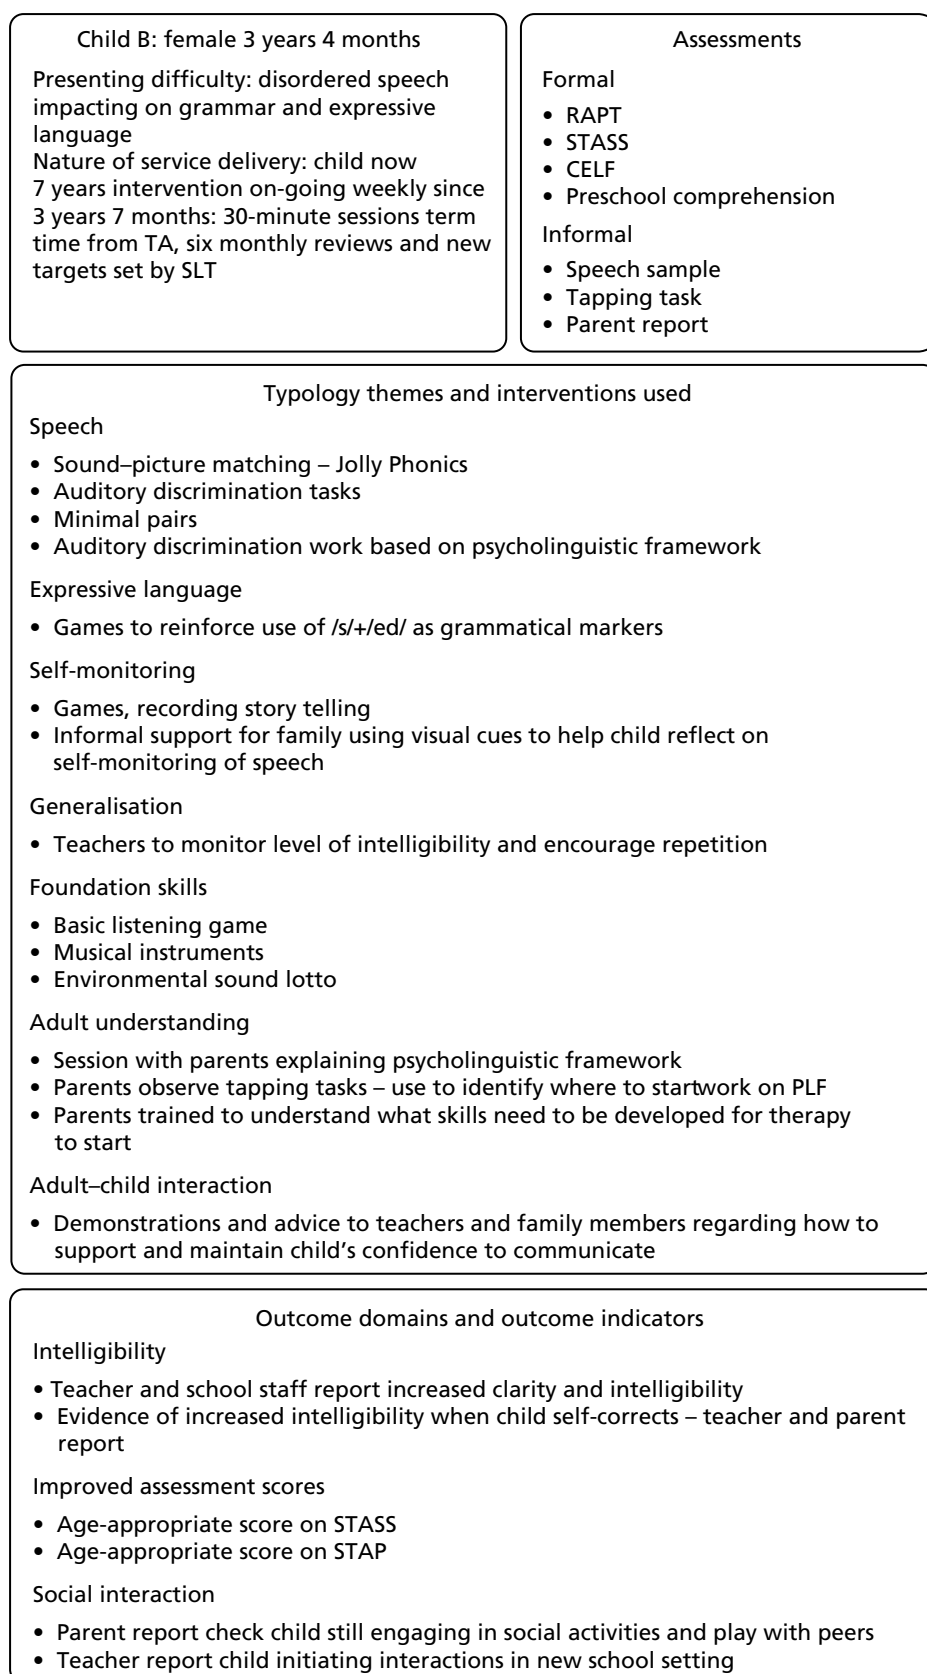 Child B: female 3 years 4 months
Presenting difficulty: disordered speech
impacting on grammar and expressive
language
Nature of service delivery: child now
7 years intervention on-going weekly since
3 years 7 months: 30-minute sessions term
time from TA, six monthly reviews and new
targets set by SLT
Assessments
Formal
• RAPT
• STASS
• CELF
• Preschool comprehension
Informal
• Speech sample
• Tapping task
• Parent report
Typology themes and interventions used
Speech
• Sound–picture matching – Jolly Phonics
• Auditory discrimination tasks
• Minimal pairs
• Auditory discrimination work based on psycholinguistic framework
Expressive language
• Games to reinforce use of /s/+/ed/ as grammatical markers
Self-monitoring
• Games, recording story telling
• Informal support for family using visual cues to help child reflect on
self-monitoring of speech
Generalisation
• Teachers to monitor level of intelligibility and encourage repetition
Foundation skills
• Basic listening game
• Musical instruments
• Environmental sound lotto
Adult understanding
• Session with parents explaining psycholinguistic framework
• Parents observe tapping tasks – use to identify where to startwork on PLF
• Parents trained to understand what skills need to be developed for therapy
to start
Adult–child interaction
• Demonstrations and advice to teachers and family members regarding how to
support and maintain child’s confidence to communicate
Outcome domains and outcome indicators
Intelligibility
• Teacher and school staff report increased clarity and intelligibility
• Evidence of increased intelligibility when child self-corrects – teacher and parent
report
Improved assessment scores
• Age-appropriate score on STASS
• Age-appropriate score on STAP
Social interaction
• Parent report check child still engaging in social activities and play with peers
• Teacher report child initiating interactions in new school setting